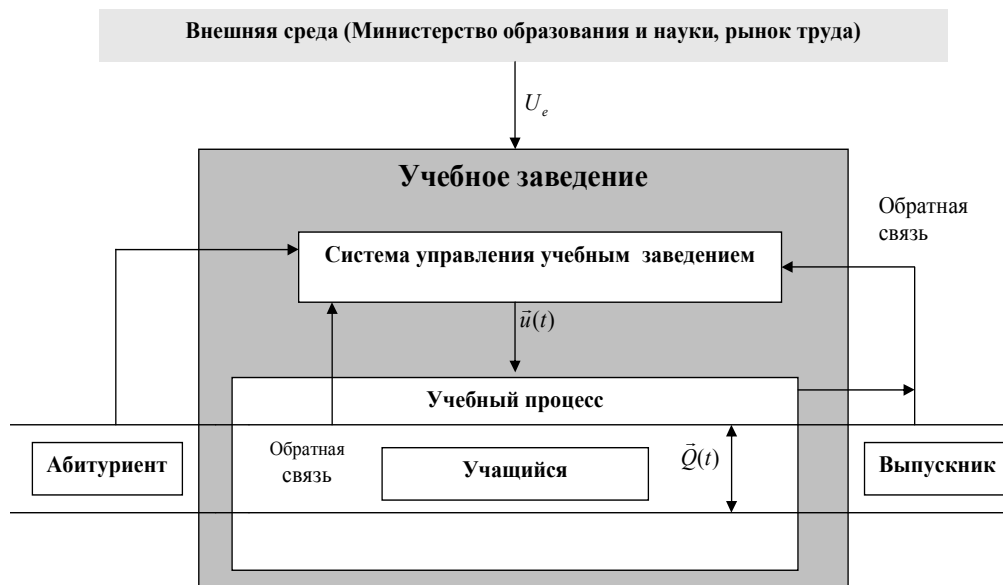 Внешняя среда (Министерство образования и науки, рынок труда)
U_e
Учебное заведение
Обратная
связь
Система управления учебным заведением
u⃗(t)
Учебный процесс
Абитуриент
Обратная
связь
Учащийся
Q⃗(t)
Выпускник